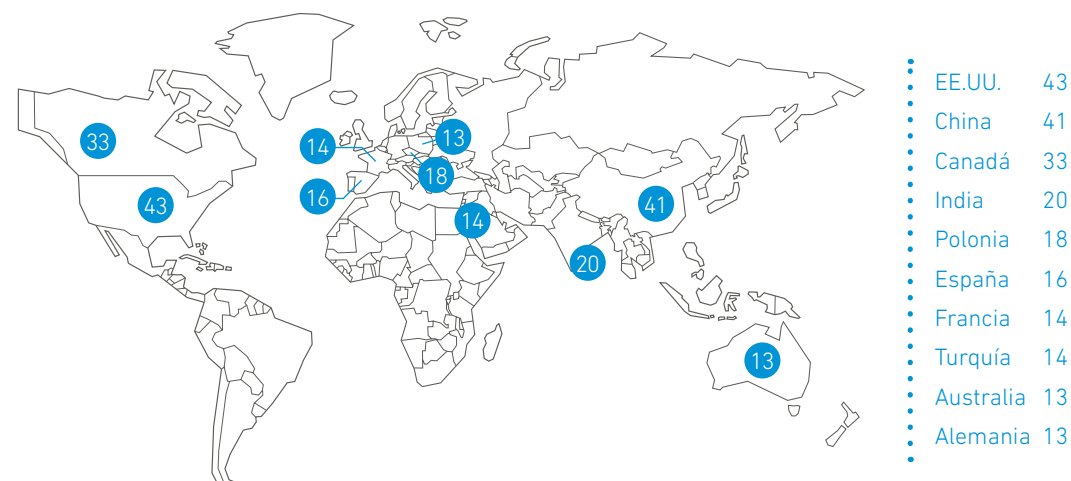 33
43
14
16
13
18
14
41
20
13
EE.UU. 43
China 41
Canadá 33
India 20
Polonia 18
España 16
Francia 14
Turquía 14
Australia 13
Alemania 13